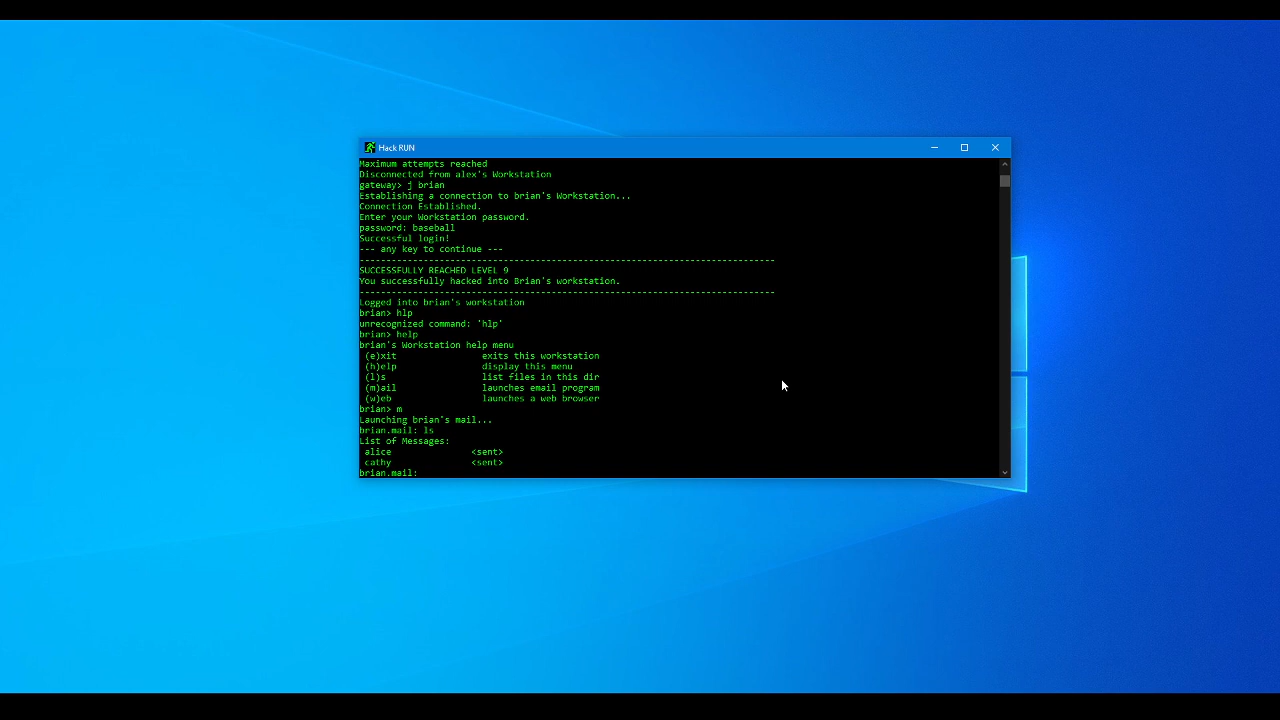 Hack RUN
Maximum attempts reached
Disconnected from alex's Workstation
gateway> j brian
Establishing a connection to brian's Workstation...
Connection Established.
Enter your Workstation password.
password: baseball
Successful login!
--- any key to continue ---
------------------------------------------------------------------------------
SUCCESSFULLY REACHED LEVEL 9
You successfully hacked into Brian's workstation.
------------------------------------------------------------------------------
Logged into brian's workstation
brian> hlp
unrecognized command: 'hlp'
brian> help
brian's Workstation help menu
(e)xit exits this workstation
(h)elp display this menu
(l)s list files in this dir
(m)ail launches email program
(w)eb launches a web browser
brian> m
Launching brian's mail...
brian.mail: ls
List of Messages:
alice <sent>
cathy <sent>
brian.mail: